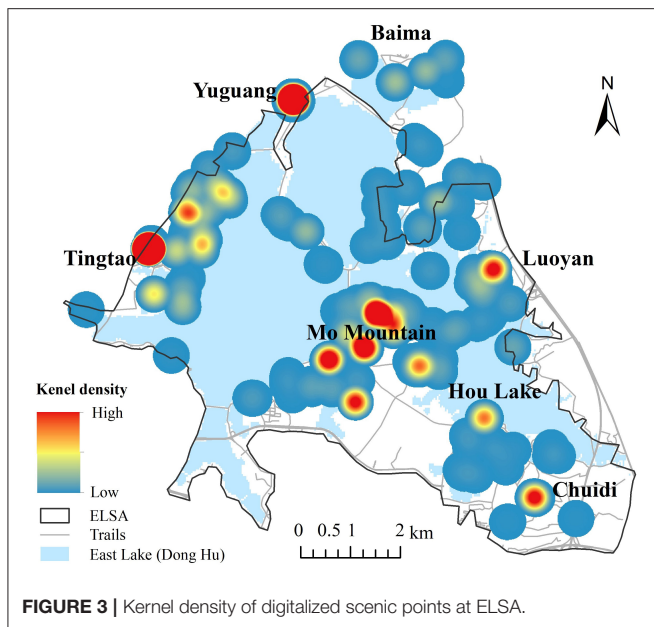 Baima
Yuguang
N
Tingtao
Luoyan
Mo Mountain
Hou Lake
Kenel density
High
Low
Chuidi
ELSA
Trails
East Lake (Dong Hu)
0 0.5 1 2 km
FIGURE 3 | Kernel density of digitalized scenic points at ELSA.